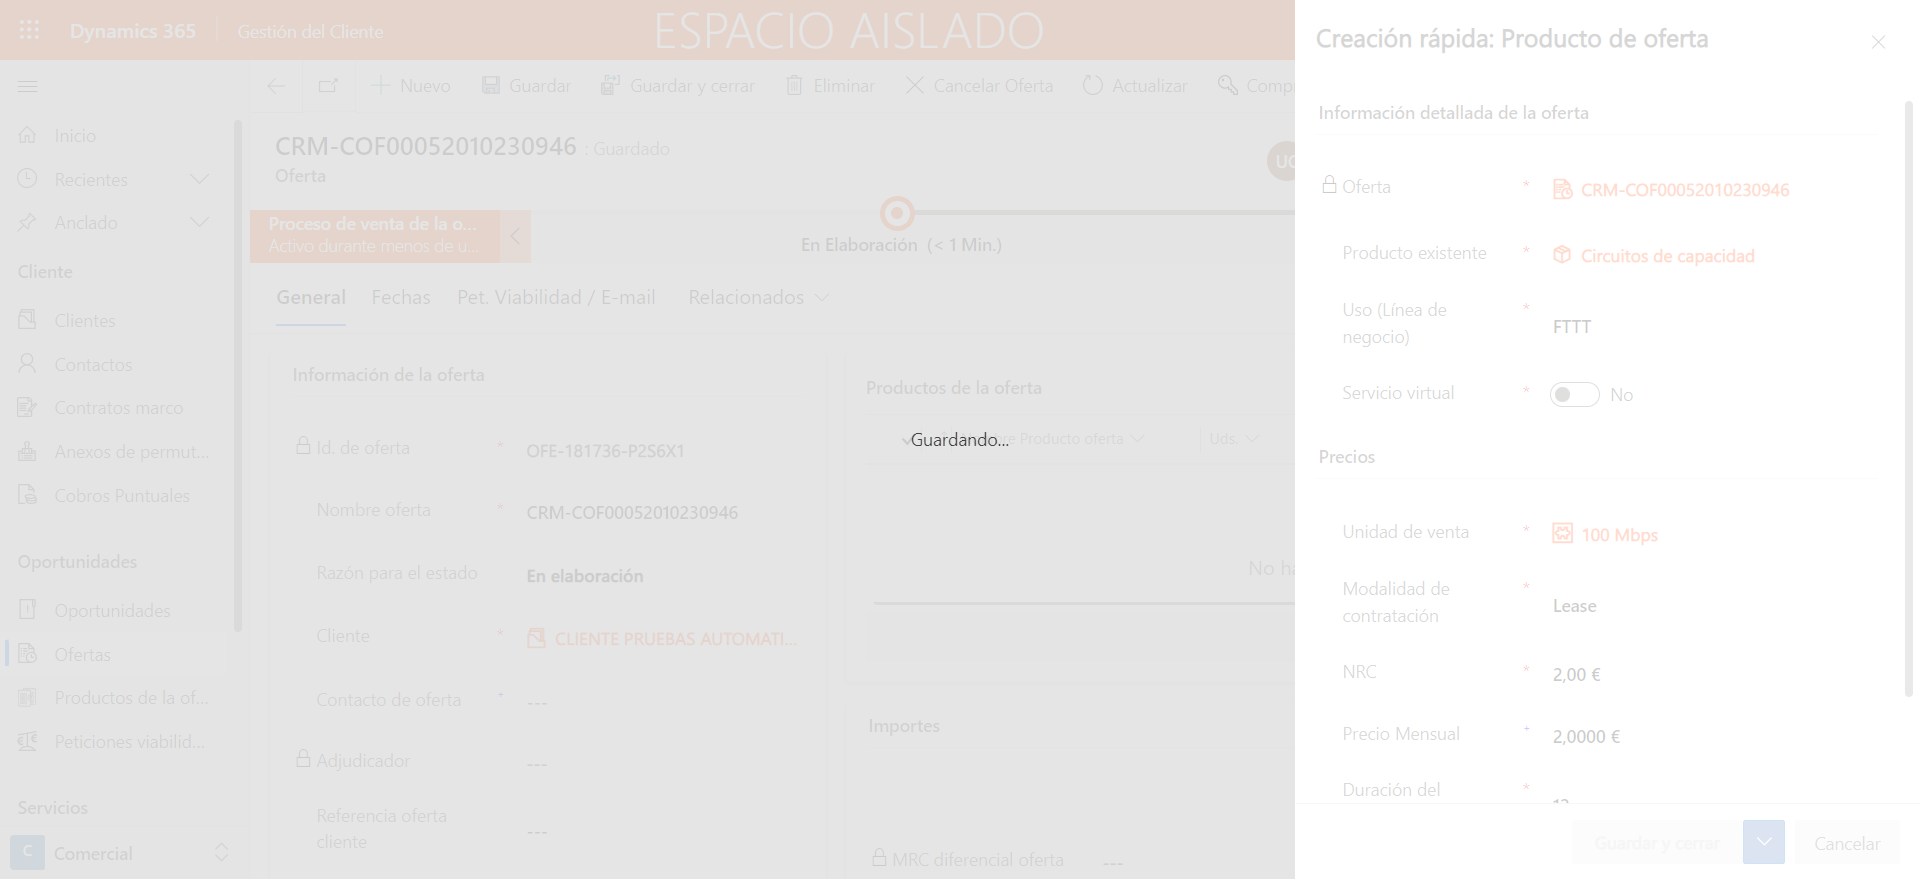 Dynamics 365
Gestión del Cliente
ESPACIO AISLADO
Nuevo
Guardar
Guardar y cerrar
Eliminar
Cancelar Oferta
Actualizar
Inicio
Recientes
Anclado
Cliente
Clientes
Contactos
Contratos marco
Anexos de permut...
Cobros Puntuales
Oportunidades
Oportunidades
Ofertas
Productos de la of...
Peticiones viabilid...
Servicios
C
Comercial
CRM-COF00052010230946 : Guardado
Oferta
Proceso de venta de la o...
Activo durante menos de u...
En Elaboración (< 1 Min.)
General
Fechas
Pet. Viabilidad / E-mail
Relacionados
Información de la oferta
Id. de oferta * OFE-181736-P2S6X1
Nombre oferta * CRM-COF00052010230946
Razón para el estado En elaboración
Cliente * CLIENTE PRUEBAS AUTOMATI...
Contacto de oferta + ---
Adjudicador ---
Referencia oferta
cliente ---
Productos de la oferta
Guardando...
Producto oferta
Uds.
No
Importes
MRC diferencial oferta ---
Creación rápida: Producto de oferta
Información detallada de la oferta
Oferta * CRM-COF00052010230946
Producto existente * Circuitos de capacidad
Uso (Línea de
negocio) * FTTT
Servicio virtual * No
Precios
Unidad de venta * 100 Mbps
Modalidad de
contratación * Lease
NRC * 2,00 €
Precio Mensual + 2,0000 €
Duración del *
Guardar y cerrar
Cancelar